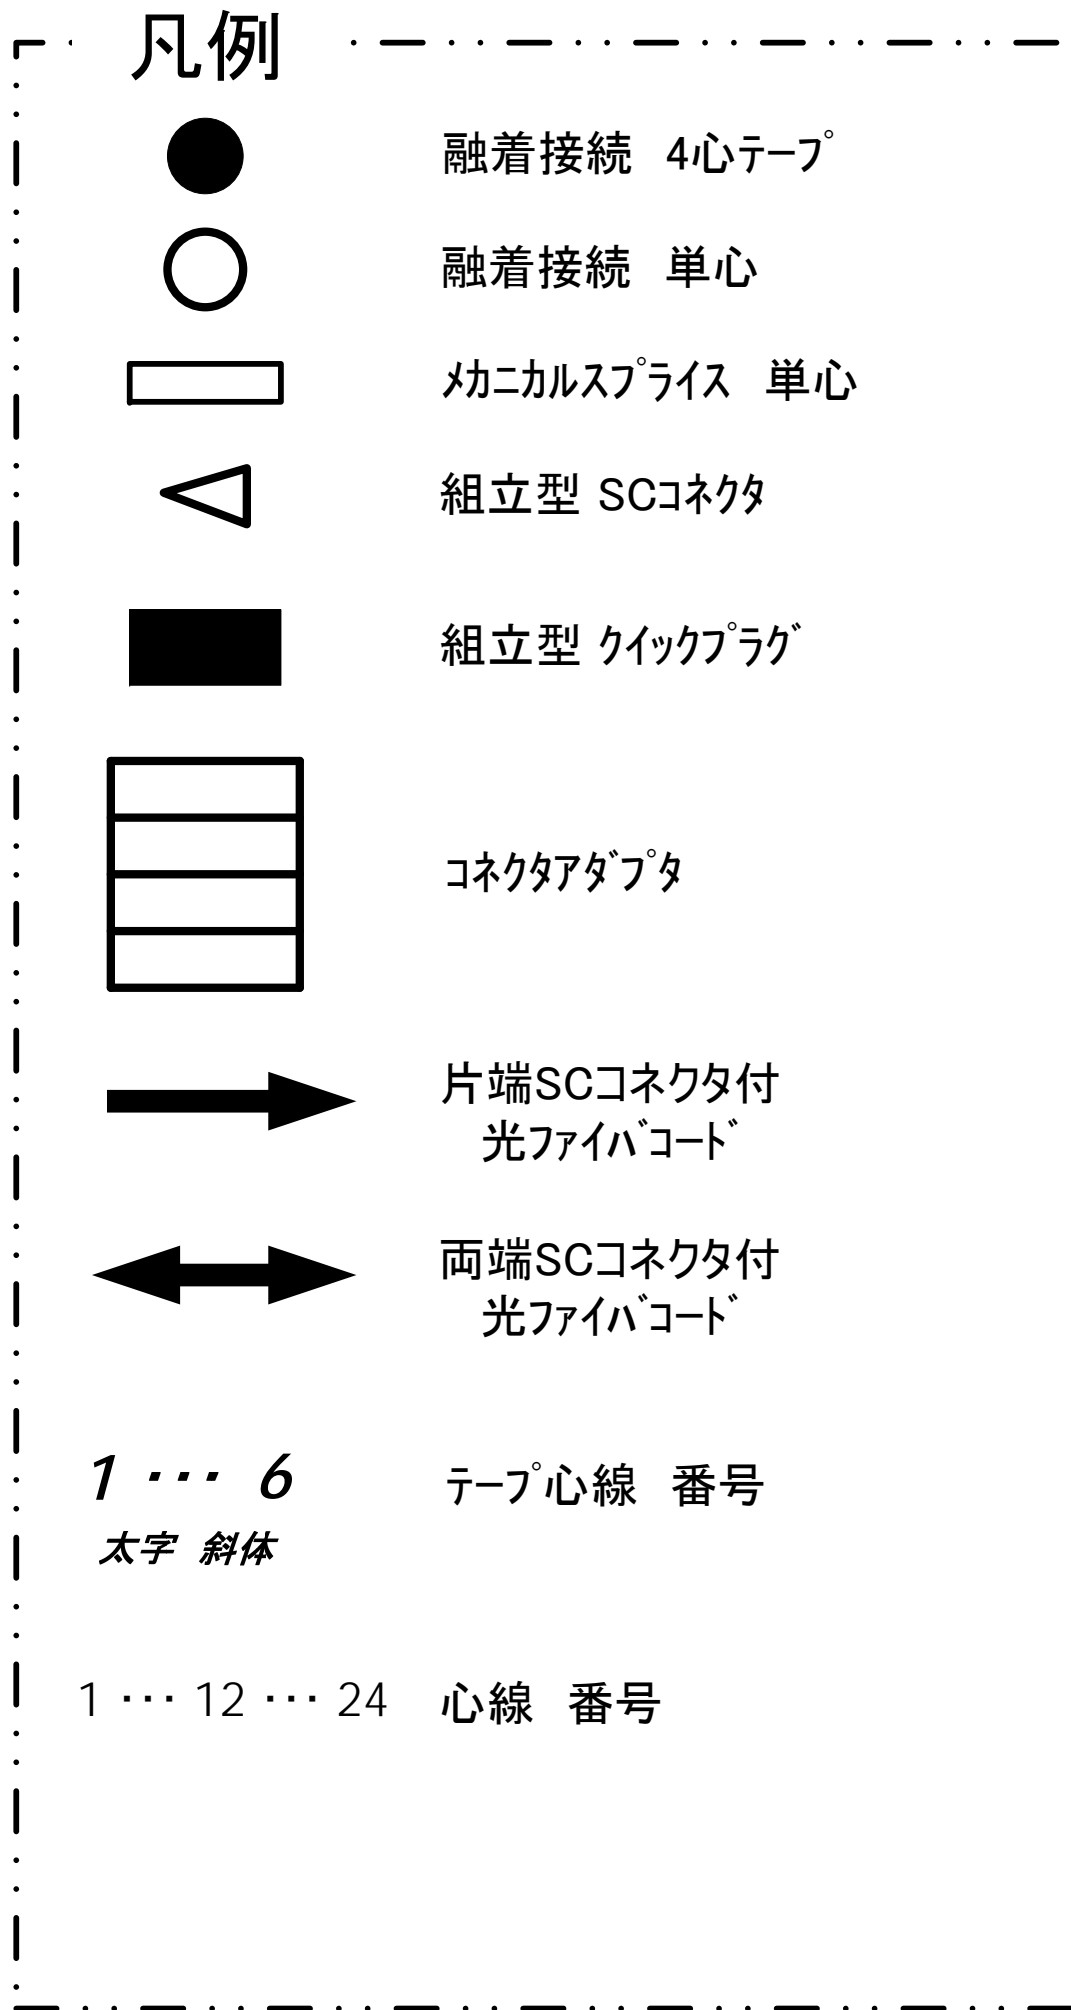 凡例
融着接続　4心ﾃｰﾌﾟ
融着接続　単心
ﾒｶﾆｶﾙｽﾌﾟﾗｲｽ　単心
組立型 SCｺﾈｸﾀ
組立型 ｸｲｯｸﾌﾟﾗｸﾞ
ｺﾈｸﾀｱﾀﾞﾌﾟﾀ
片端SCコネクタ付
光ﾌｧｲﾊﾞｺｰﾄﾞ
両端SCコネクタ付
光ﾌｧｲﾊﾞｺｰﾄﾞ
1 ･･･ 6　ﾃｰﾌﾟ心線　番号
太字 斜体
1 ･･･ 12 ･･･ 24　心線　番号